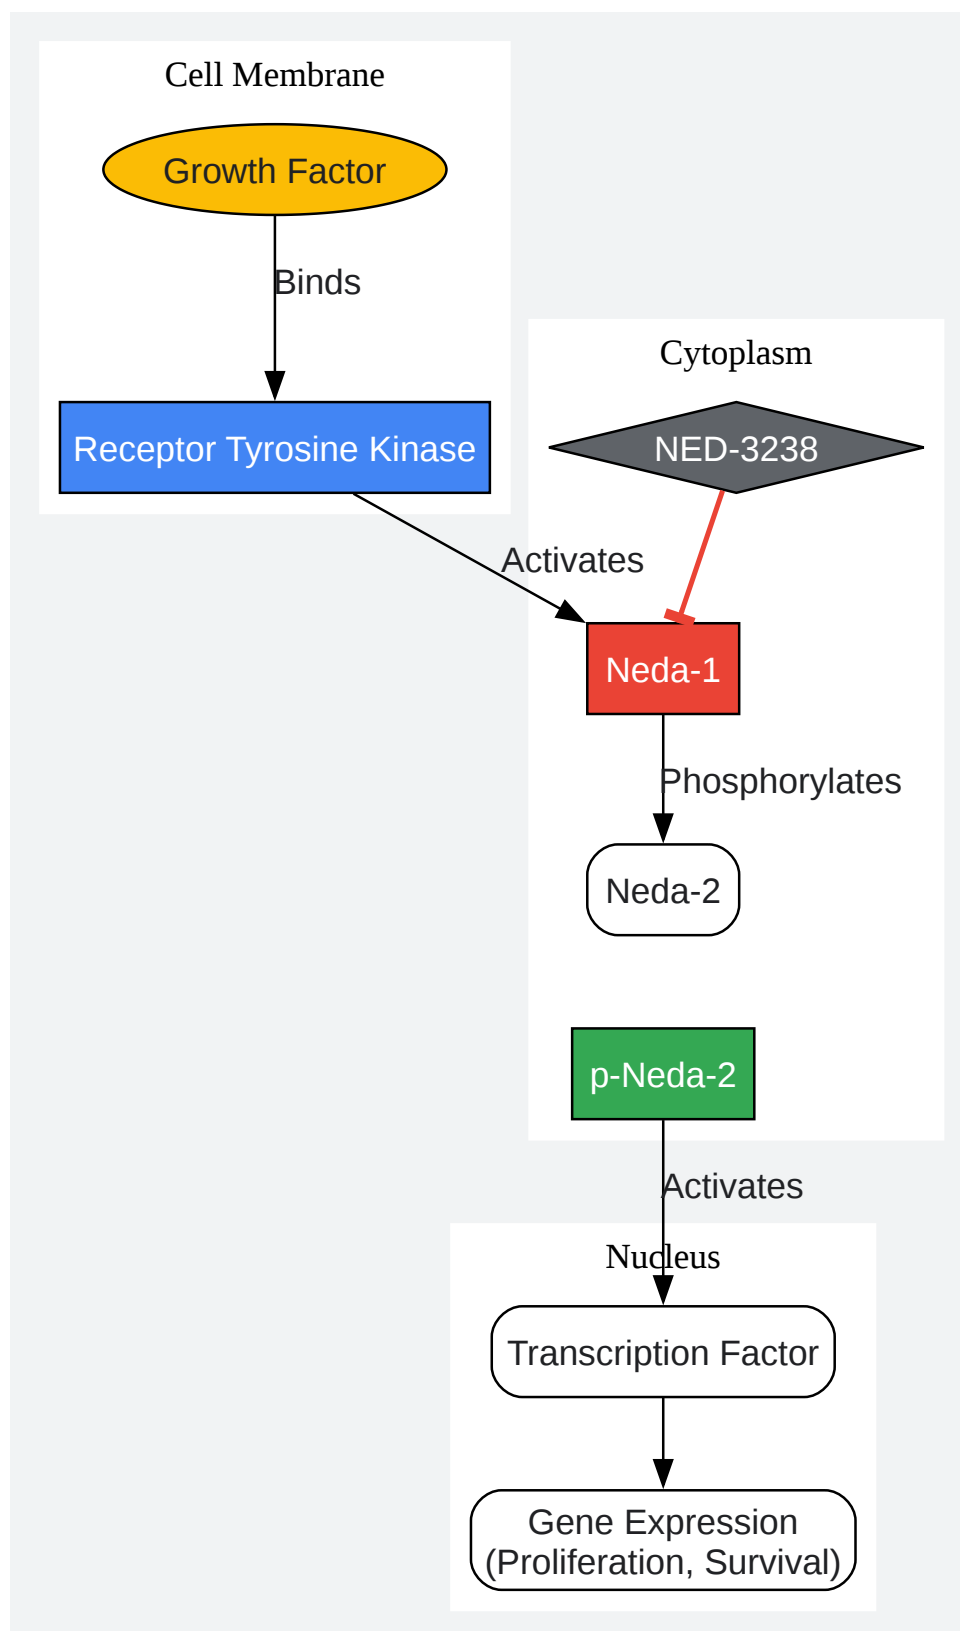 Cell Membrane
Growth Factor
Binds
Receptor Tyrosine Kinase
Cytoplasm
NED-3238
Activates
Neda-1
Phosphorylates
Neda-2
p-Neda-2
Activates
Nucleus
Transcription Factor
Gene Expression
(Proliferation, Survival)